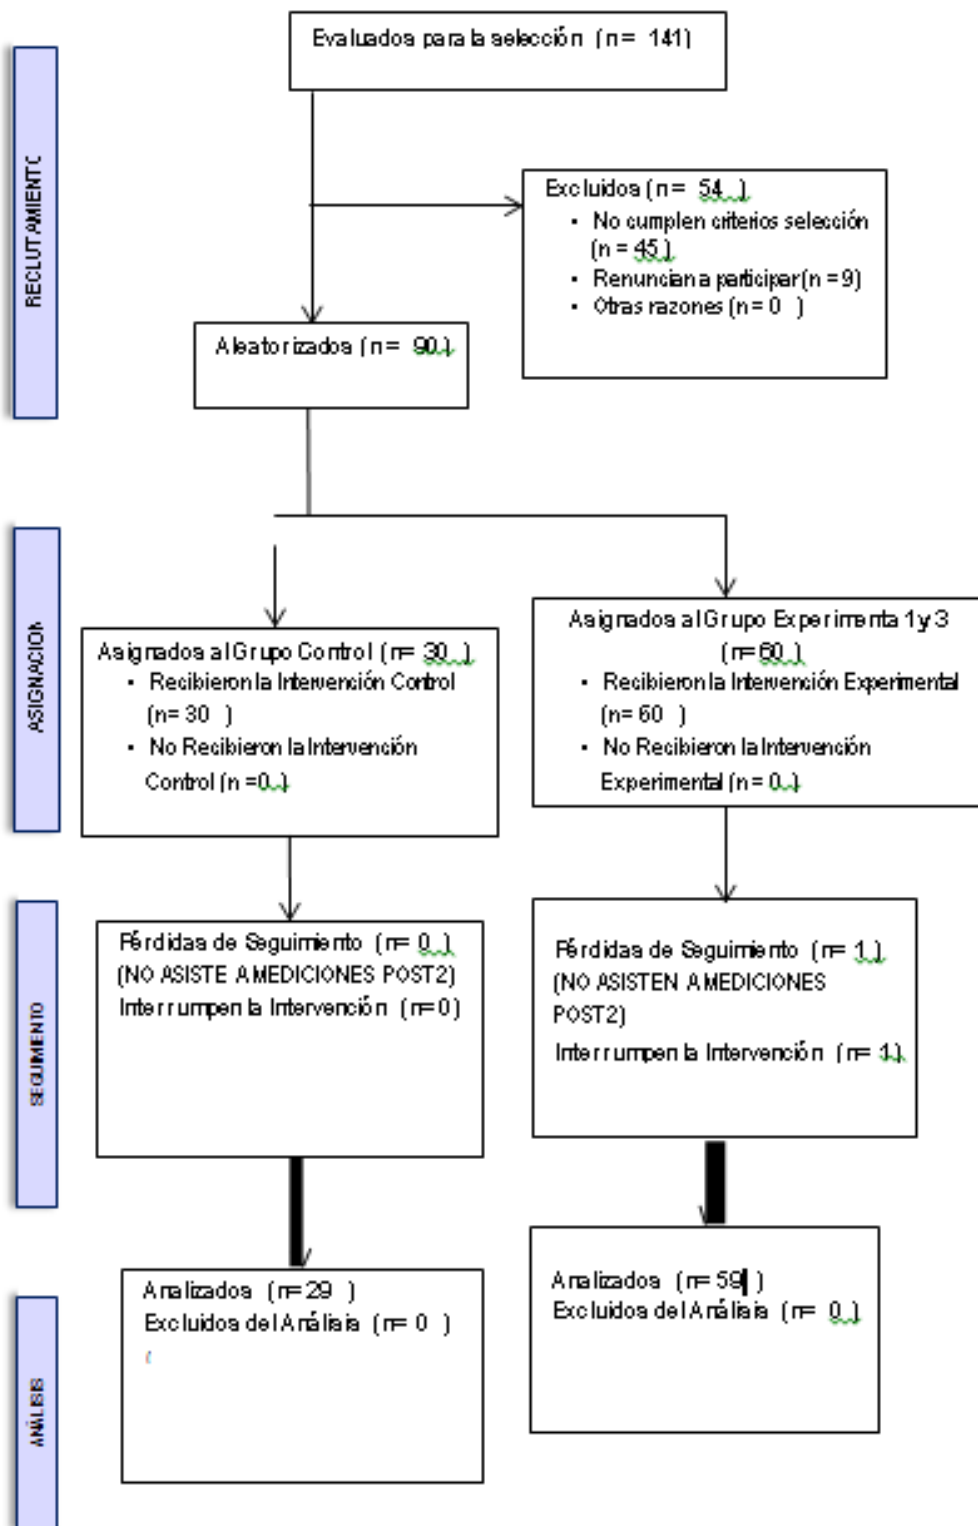 Evaluados para la selección (n = 141)
RECLUTAMIENTO
Excluidos (n = 54 )
• No cumplen criterios selección
(n = 45 )
• Renuncian a participar (n = 9)
• Otras razones (n = 0 )
Aleatorizados (n = 90 )
ASIGNACION
Asignados al Grupo Control (n= 30 )
• Recibieron la Intervención Control
(n= 30 )
• No Recibieron la Intervención
Control (n =0 )
Asignados al Grupo Experimenta 1 y 3
(n=60 )
• Recibieron la Intervención Experimental
(n= 60 )
• No Recibieron la Intervención
Experimental (n = 0 )
SEGUIMIENTO
Pérdidas de Seguimiento (n= 0 )
(NO ASISTE A MEDICIONES POST2)
Interrumpen la Intervención (n=0)
Pérdidas de Seguimiento (n= 1 )
(NO ASISTEN A MEDICIONES
POST2)
Interrumpen la Intervención (n= 1)
ANÁLISIS
Analizados (n=29 )
Excluidos del Análisis (n= 0 )
(
Analizados (n=59 )
Excluidos del Análisis (n= 0 )